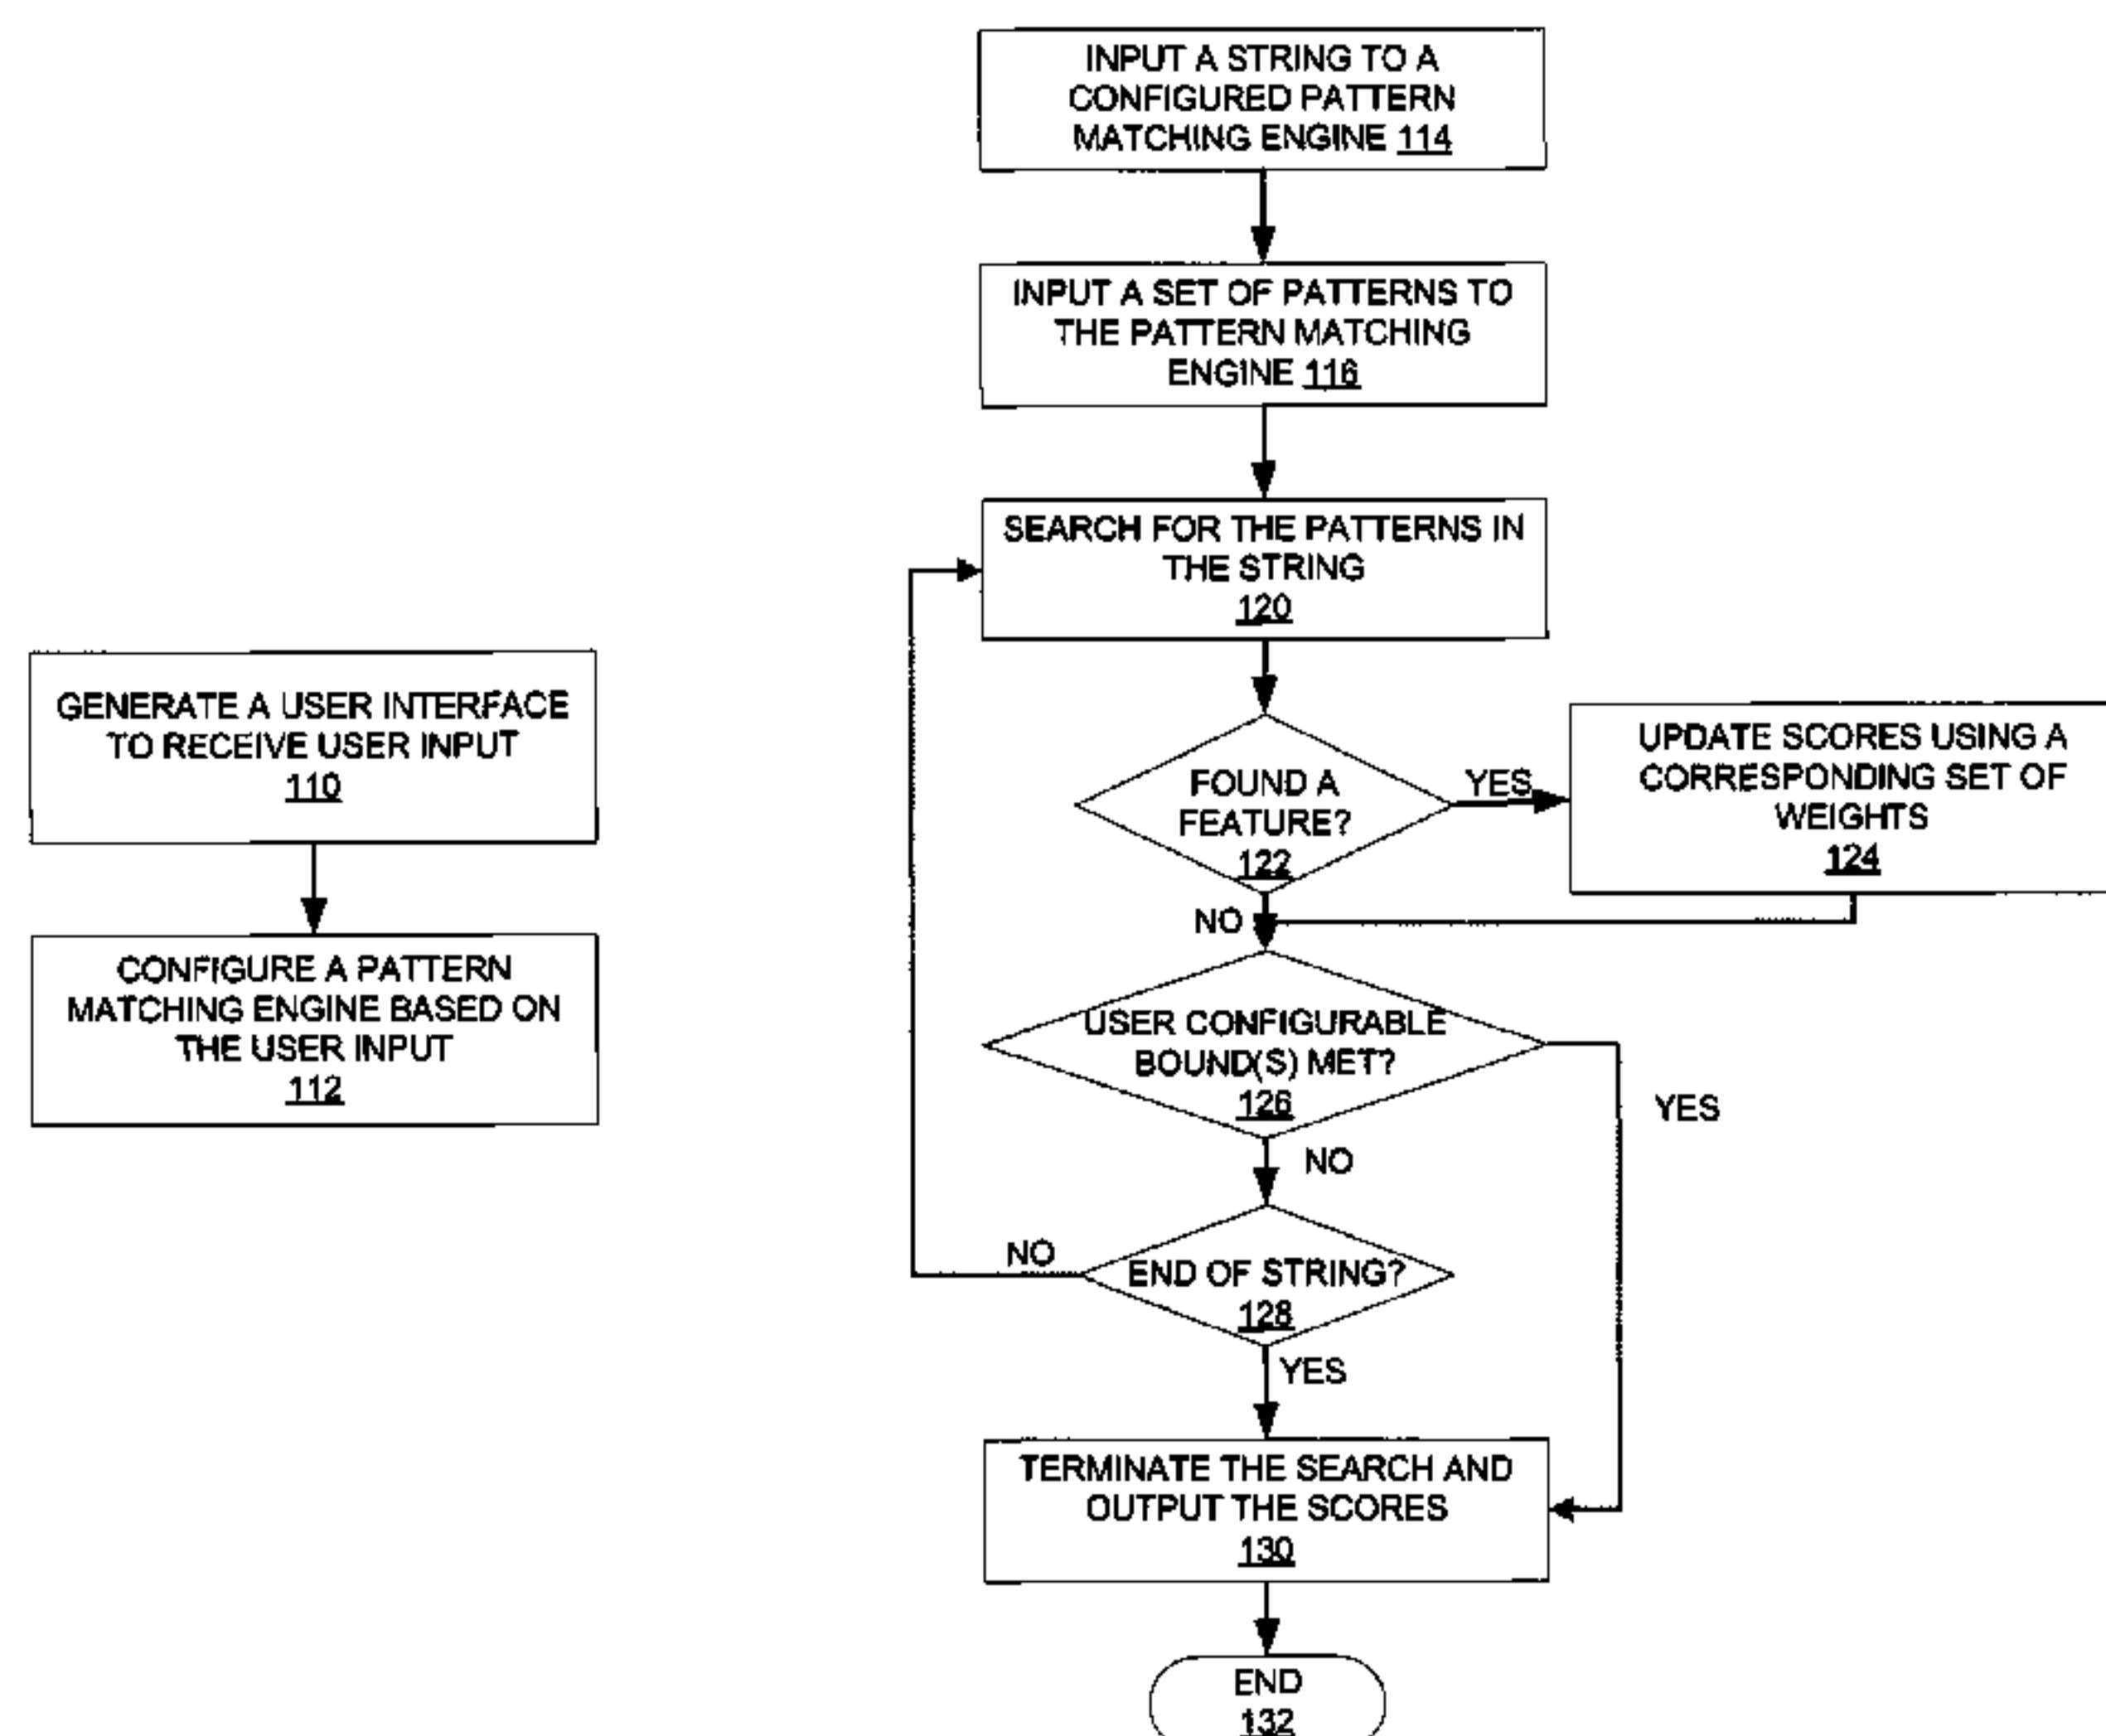 GENERATE A USER INTERFACE
TO RECEIVE USER INPUT
110
CONFIGURE A PATTERN
MATCHING ENGINE BASED ON
THE USER INPUT
112
INPUT A STRING TO A
CONFIGURED PATTERN
MATCHING ENGINE 114
INPUT A SET OF PATTERNS TO
THE PATTERN MATCHING
ENGINE 116
SEARCH FOR THE PATTERNS IN
THE STRING
120
FOUND A
FEATURE?
122
YES
UPDATE SCORES USING A
CORRESPONDING SET OF
WEIGHTS
124
NO
USER CONFIGURABLE
BOUND(S) MET?
126
YES
NO
END OF STRING?
128
NO
YES
TERMINATE THE SEARCH AND
OUTPUT THE SCORES
130
END
132